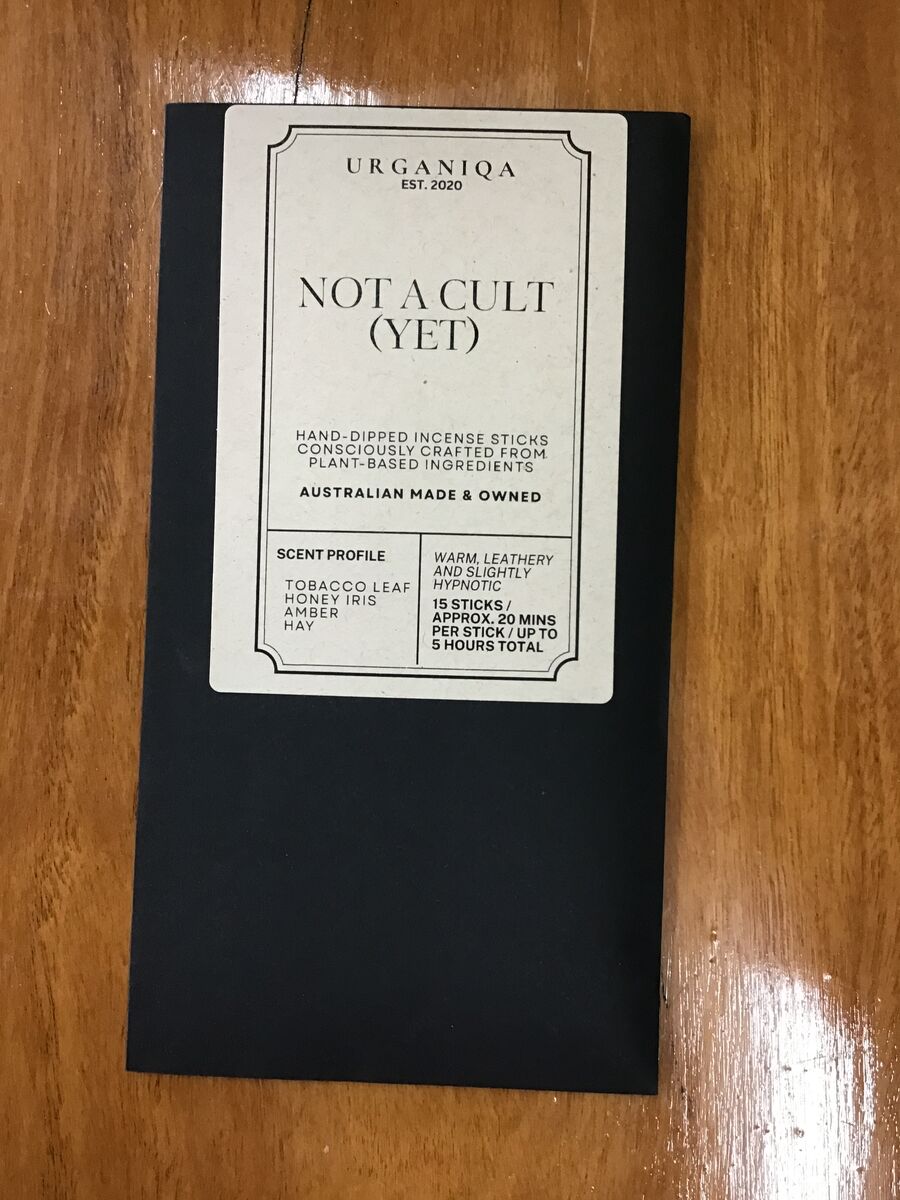 URGANIQA
EST. 2020
NOT A CULT
(YET)
HAND-DIPPED INCENSE STICKS
CONSCIOUSLY CRAFTED FROM
PLANT-BASED INGREDIENTS
AUSTRALIAN MADE & OWNED
SCENT PROFILE
TOBACCO LEAF
HONEY IRIS
AMBER
HAY
WARM, LEATHERY
AND SLIGHTLY
HYPNOTIC
15 STICKS /
APPROX. 20 MINS
PER STICK / UP TO
5 HOURS TOTAL